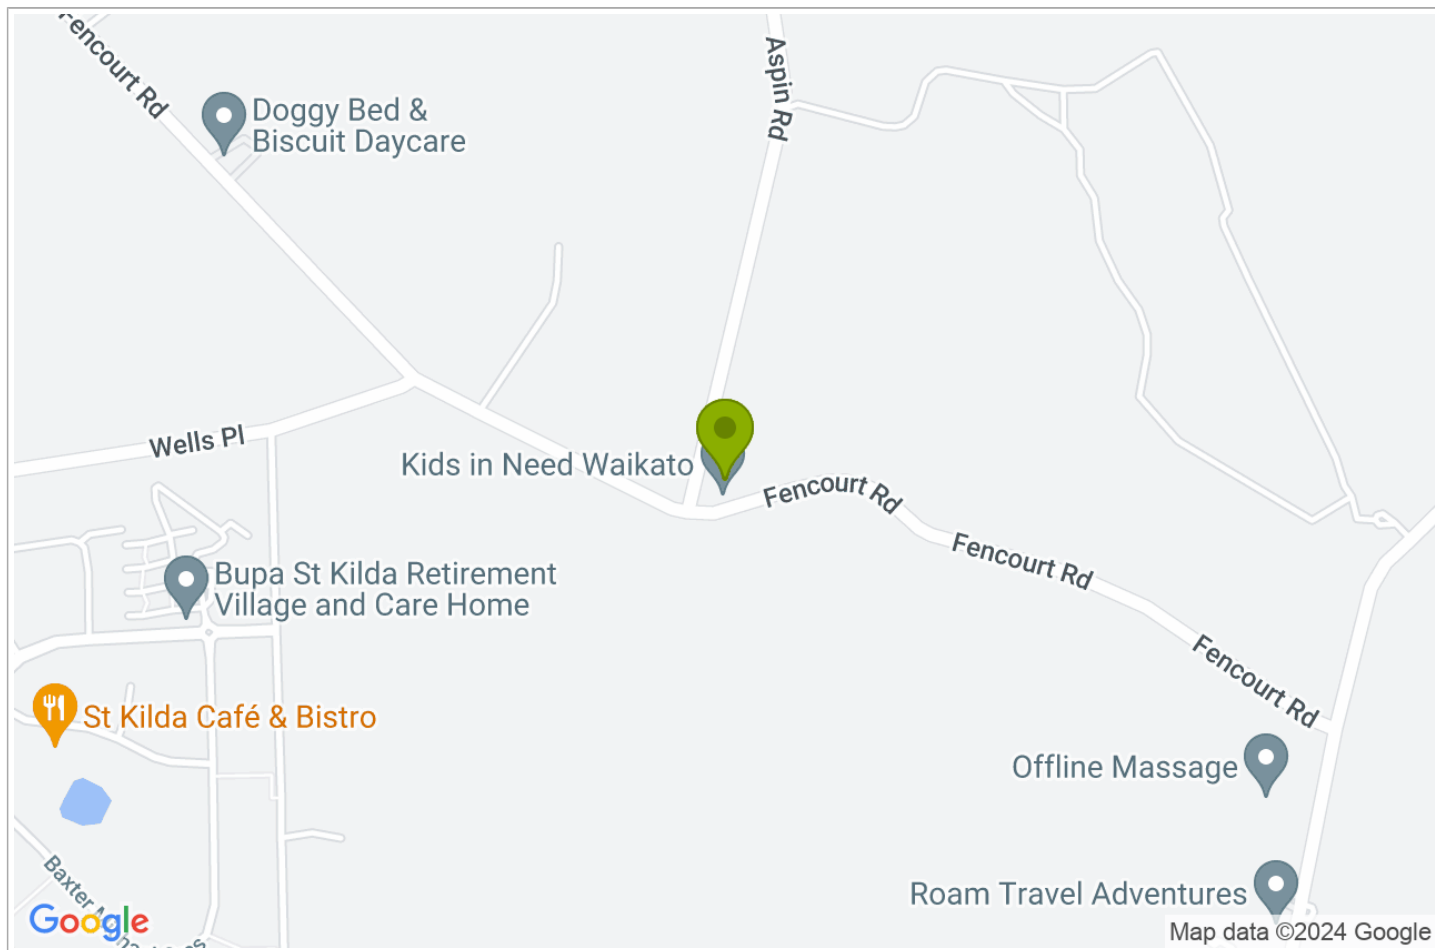 Fencourt Rd
Aspin Rd
Doggy Bed &
Biscuit Daycare
Wells Pl
Kids in Need Waikato
Fencourt Rd
Fencourt Rd
Bupa St Kilda Retirement
Village and Care Home
Fencourt Rd
St Kilda Café & Bistro
Offline Massage
Baxter
Roam Travel Adventures
Google
Map data ©2024 Google